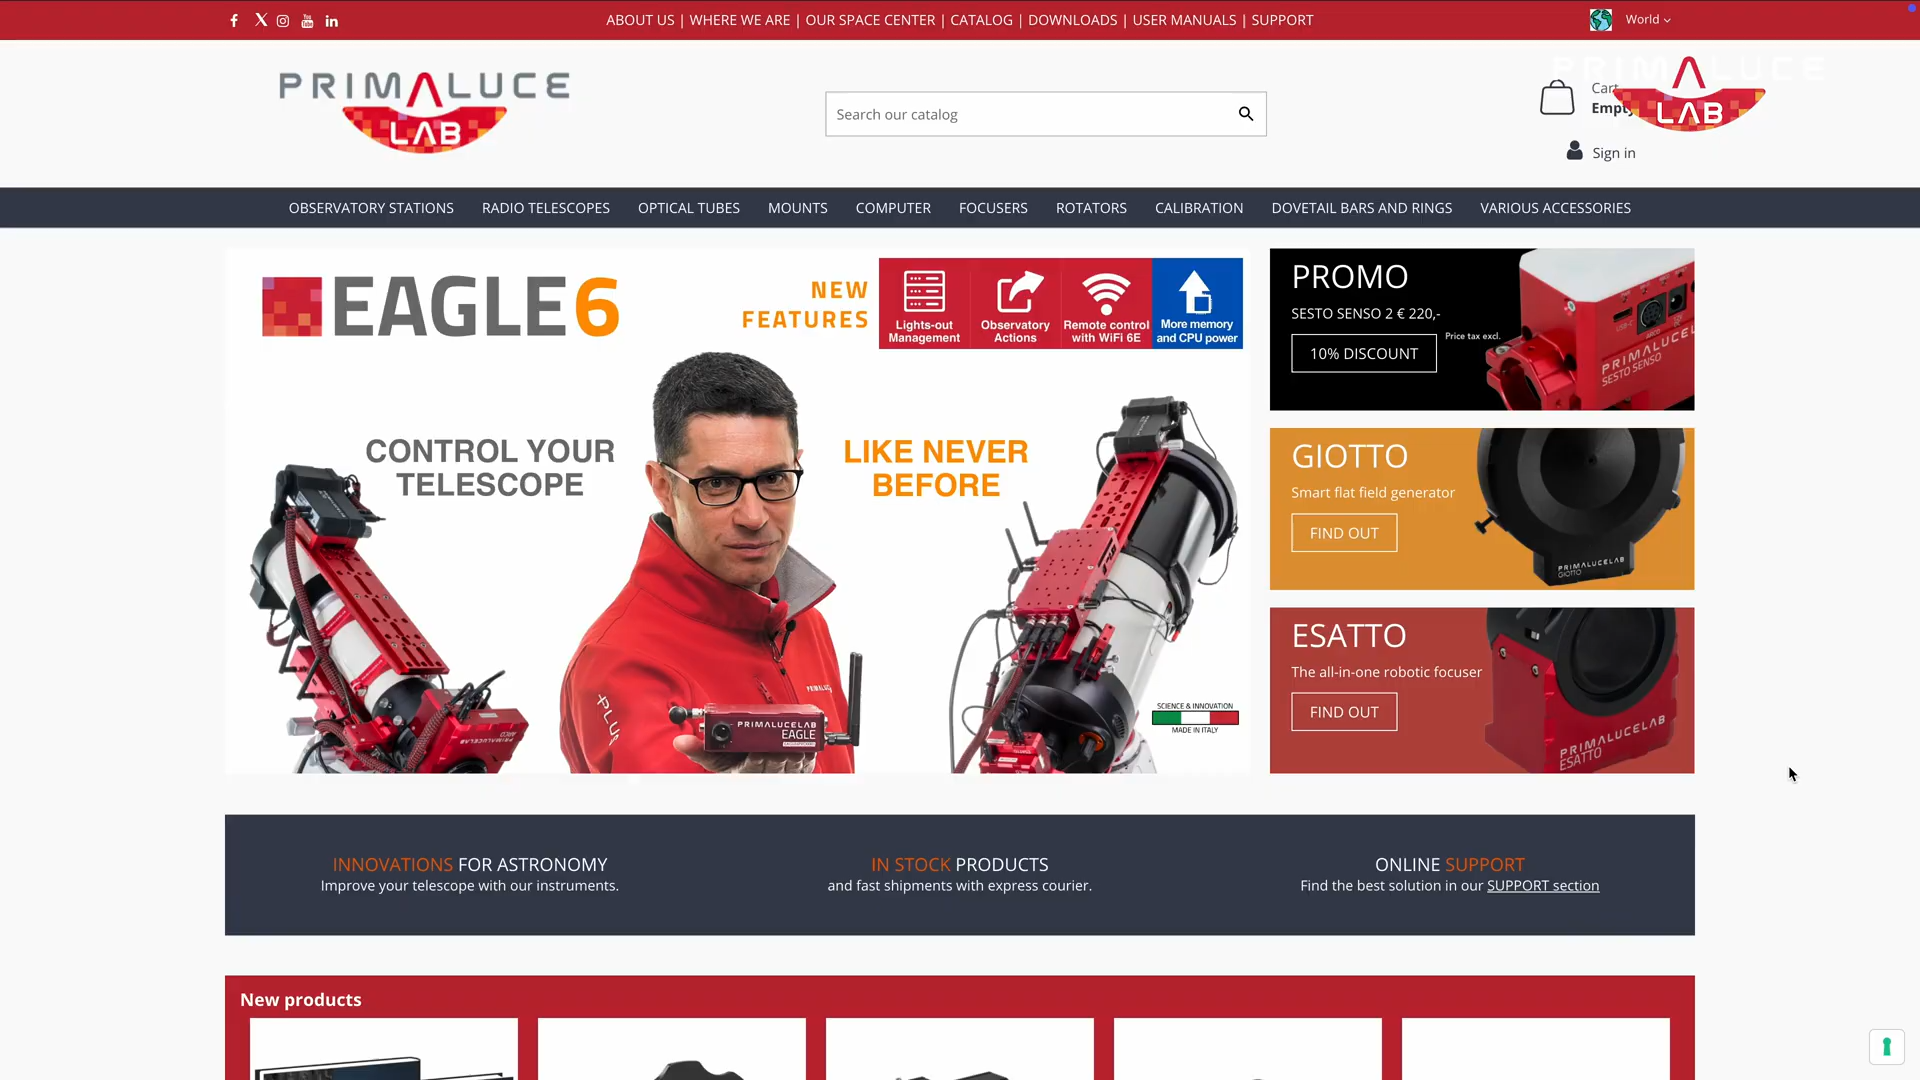 ABOUT US | WHERE WE ARE | OUR SPACE CENTER | CATALOG | DOWNLOADS | USER MANUALS | SUPPORT
World
PRIMALUCE
LAB
Search our catalog
Cart
Empty
PRIMALUCE
LAB
Sign in
OBSERVATORY STATIONS RADIO TELESCOPES OPTICAL TUBES MOUNTS COMPUTER FOCUSERS ROTATORS CALIBRATION DOVETAIL BARS AND RINGS VARIOUS ACCESSORIES
EAGLE6
NEW
FEATURES
Lights-out
Management
Observatory
Actions
Remote control
with WiFi 6E
More memory
and CPU power
CONTROL YOUR
TELESCOPE
LIKE NEVER
BEFORE
PLUS
PRIMALUCELAB
EAGLE
SCIENCE & INNOVATION
MADE IN ITALY
PROMO
SESTO SENSO 2 € 220,-
Price tax excl.
10% DISCOUNT
PRIMALUCEL
SESTO SENSO
GIOTTO
Smart flat field generator
FIND OUT
PRIMALUCELAB
GIOTTO
ESATTO
The all-in-one robotic focuser
FIND OUT
PRIMALUCELAB
ESATTO
INNOVATIONS FOR ASTRONOMY
Improve your telescope with our instruments.
IN STOCK PRODUCTS
and fast shipments with express courier.
ONLINE SUPPORT
Find the best solution in our SUPPORT section
New products